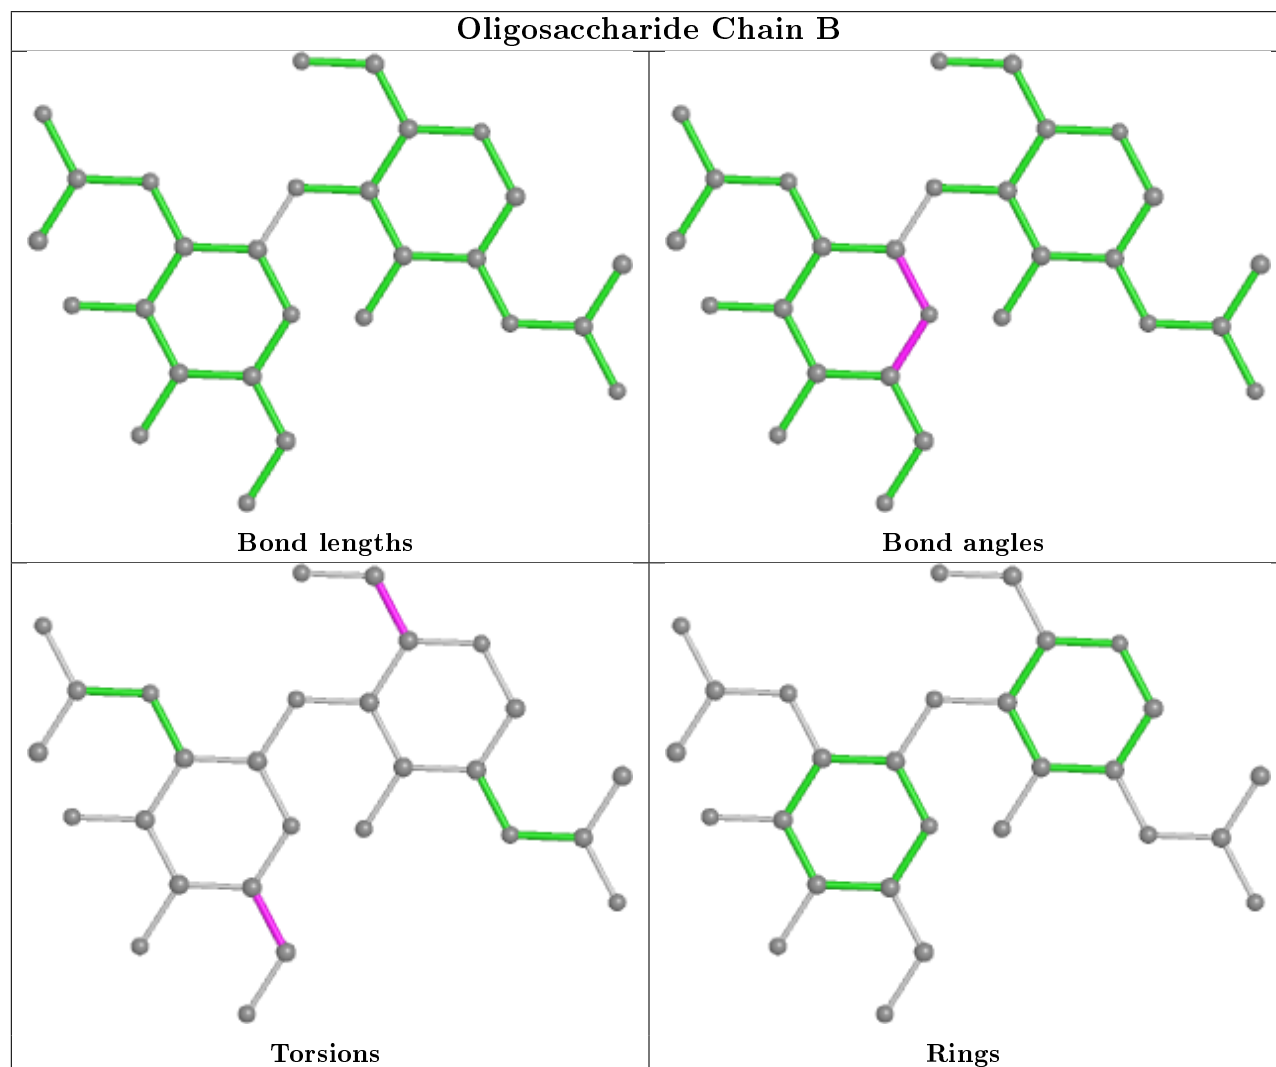 Oligosaccharide Chain B
Bond lengths
Bond angles
Torsions
Rings